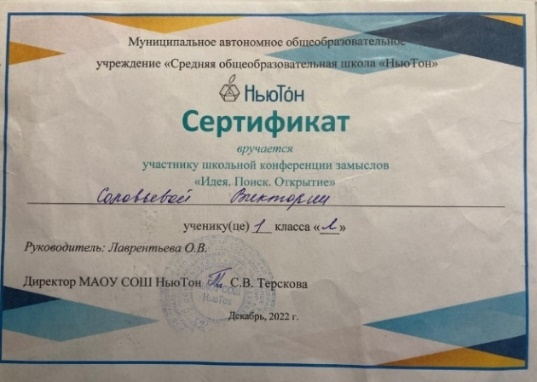 Муниципальное автономное общеобразовательное
учреждение «Средняя общеобразовательная школа «НьюТон»
НьюТо́н
Сертификат
вручается
участнику школьной конференции замыслов
«Идея. Поиск. Открытие»
Соловьевой Виктории
ученику(це) 1 класса «Л»
Руководитель: Лаврентьева О.В.
Директор МАОУ СОШ НьюТон С.В. Терскова
НьюТон
Декабрь, 2022 г.